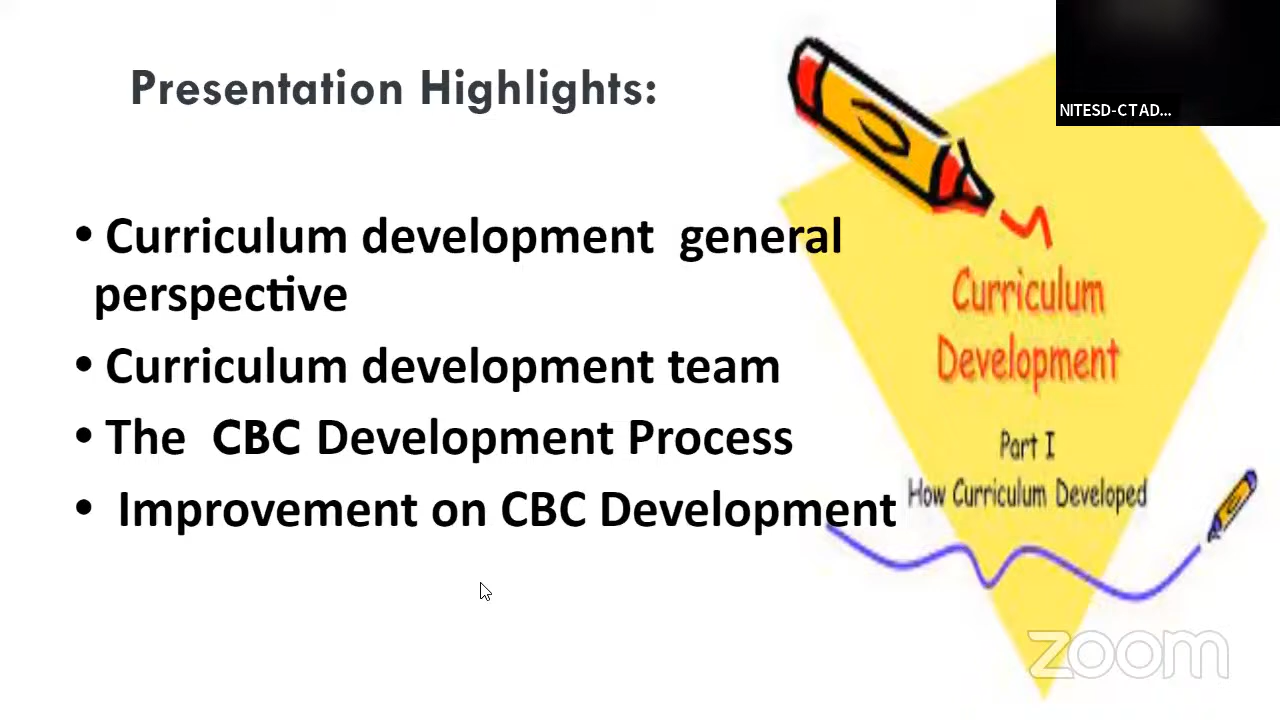 Presentation Highlights:
NITESD-CTAD...
• Curriculum development general
perspective
• Curriculum development team
• The CBC Development Process
• Improvement on CBC Development
Curriculum
Development
Part I
How Curriculum Developed
zoom